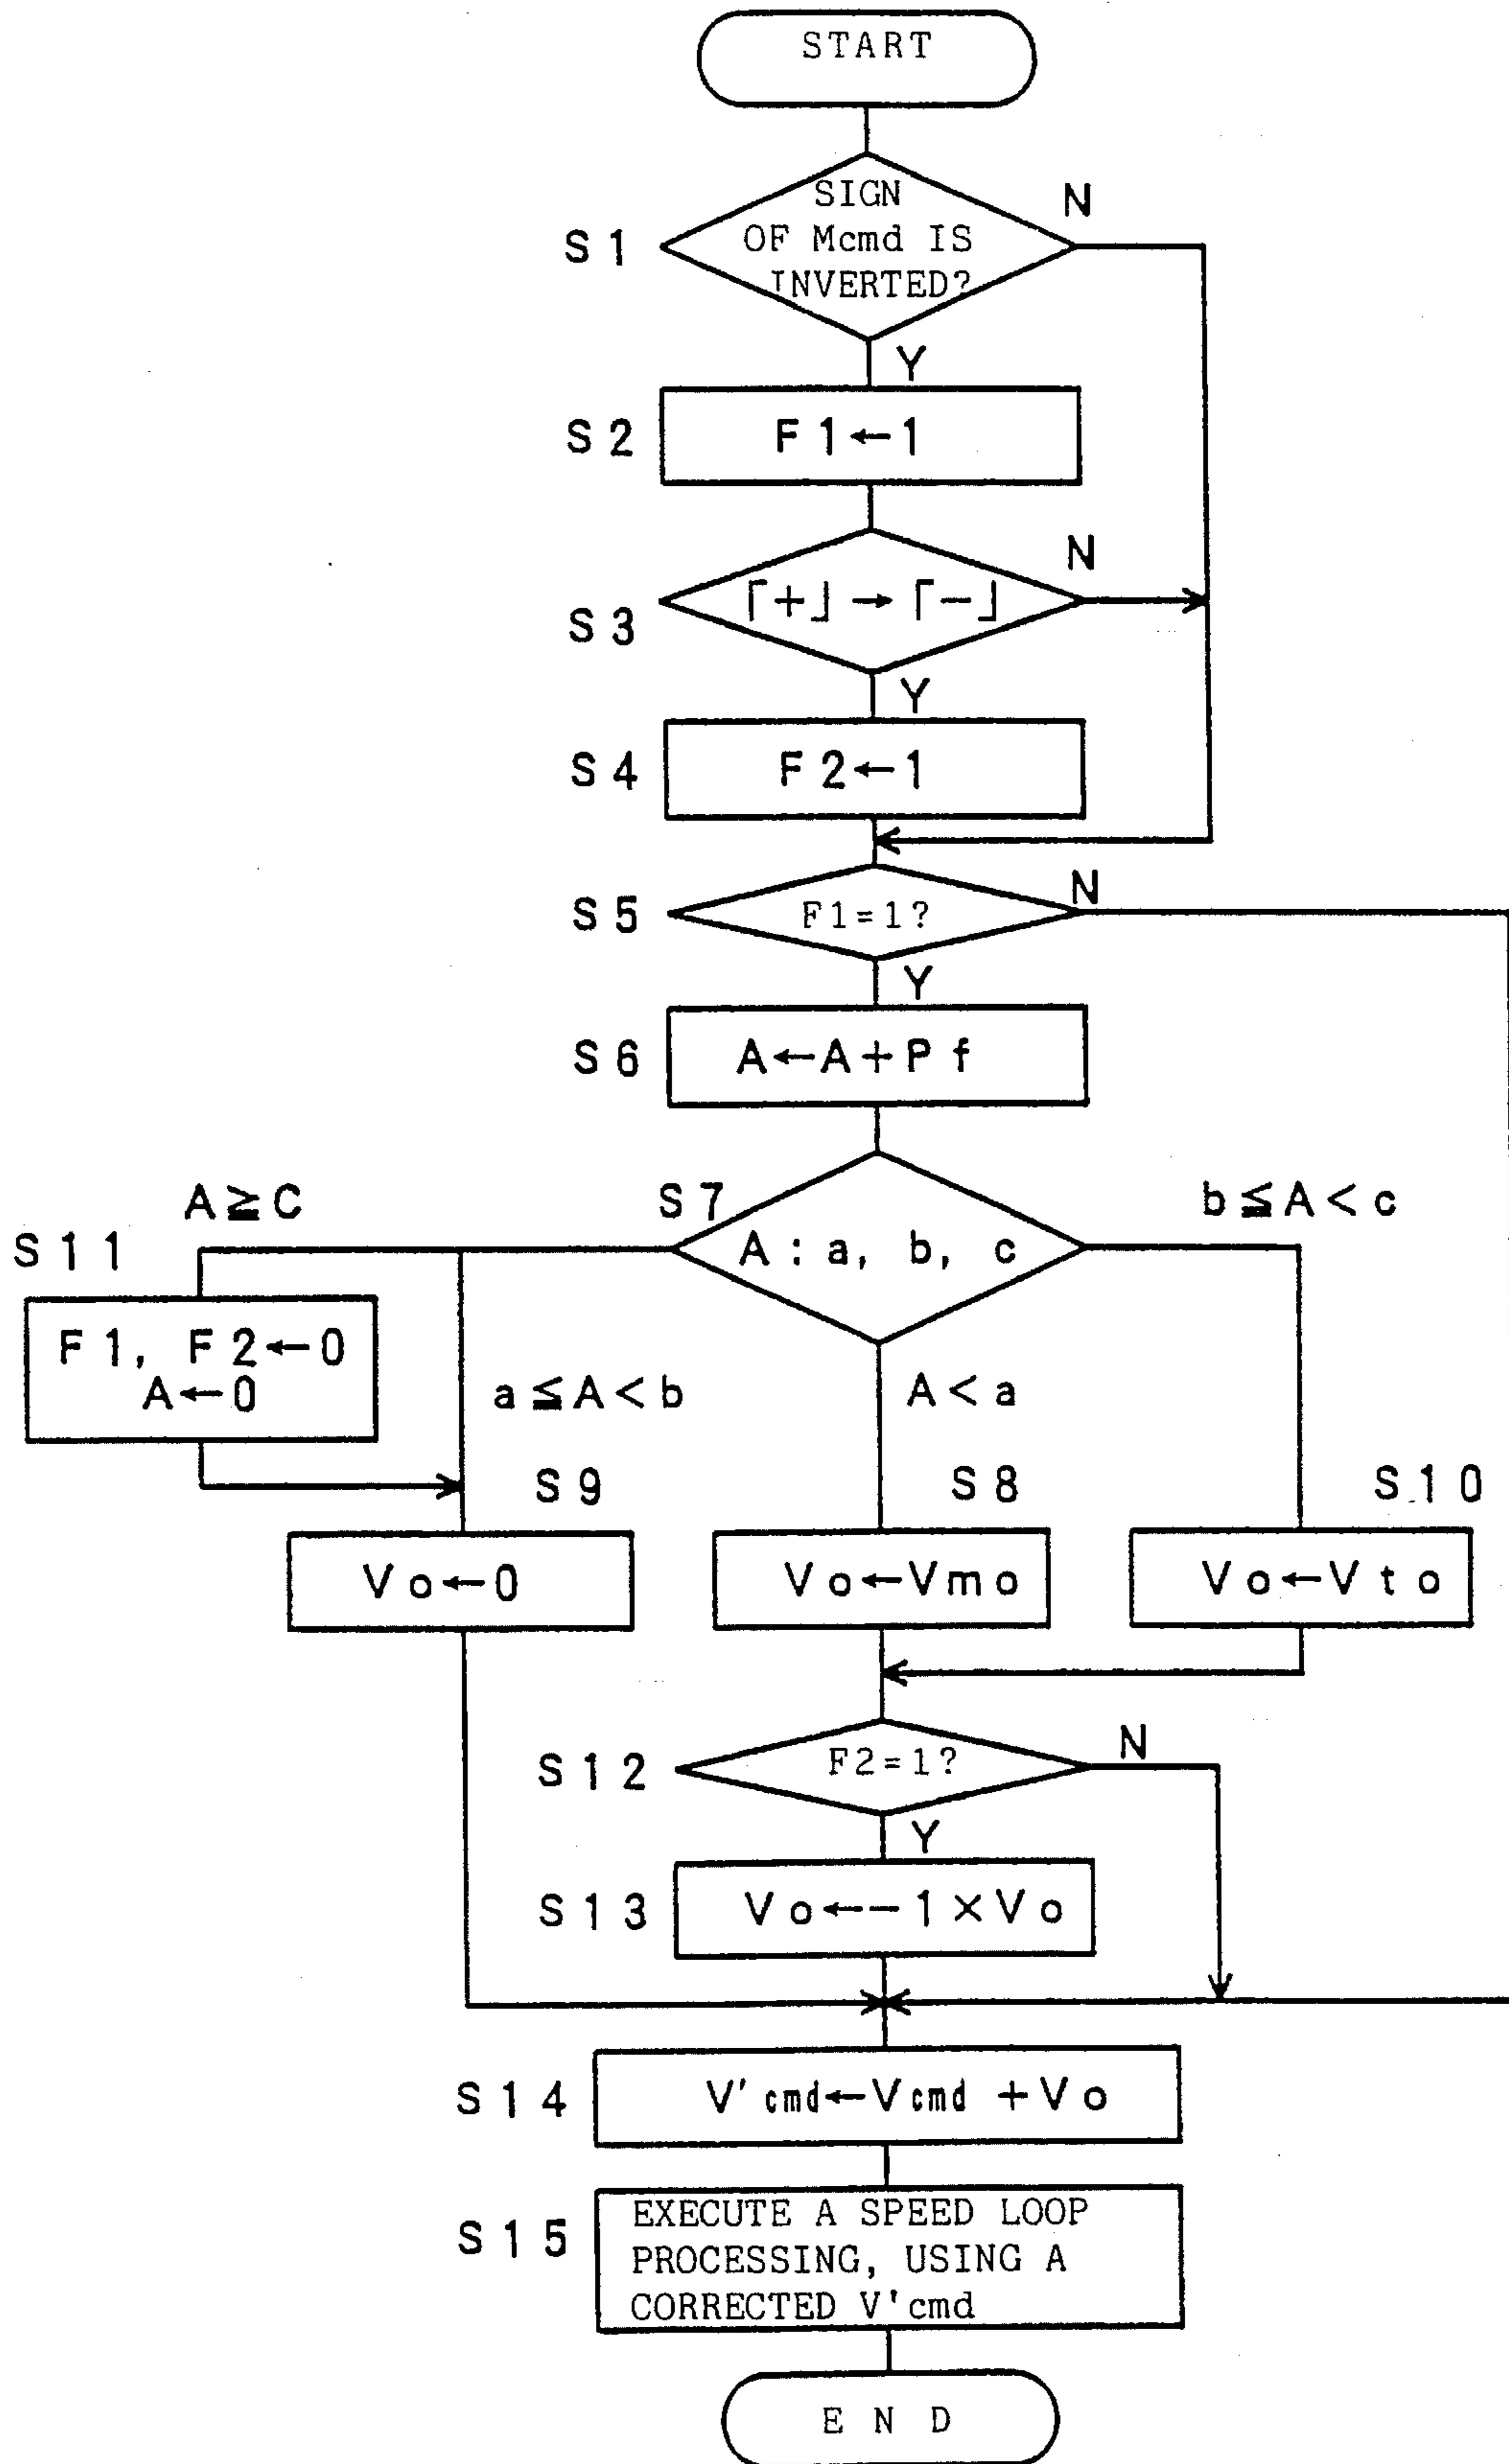 START
SIGN
OF Mcmd IS
INVERTED?
N
S1
Y
S2
F1←1
N
「+」→「−」
S3
Y
S4
F2←1
N
S5
F1=1?
Y
S6
A←A+Pf
A≧C
S7
b≦A<c
S11
A:a, b, c
F1, F2←0
A←0
a≦A<b
A<a
S9
S8
S10
Vo←0
Vo←Vmo
Vo←Vto
N
S12
F2=1?
Y
S13
Vo←−1×Vo
S14
V'cmd←Vcmd+Vo
S15
EXECUTE A SPEED LOOP
PROCESSING, USING A
CORRECTED V'cmd
END